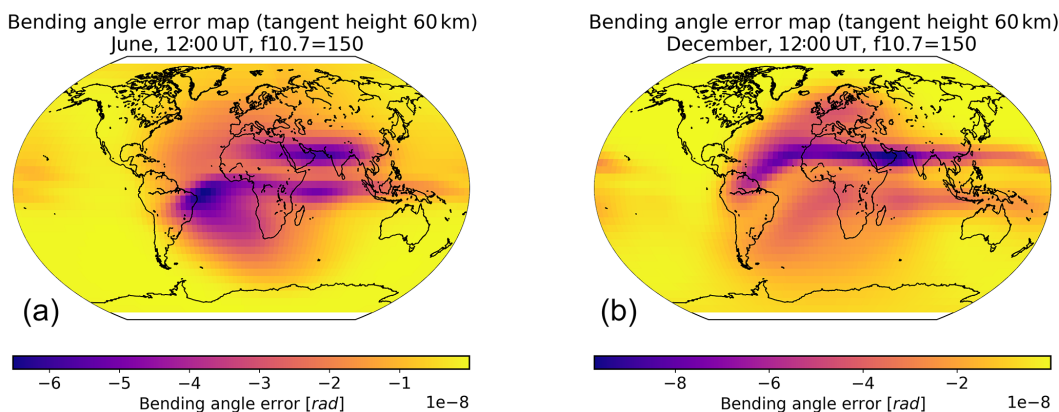 Bending angle error map (tangent height 60 km)
June, 12:00 UT, f10.7=150
(a)
−6 −5 −4 −3 −2 −1
Bending angle error [rad] 1e−8
Bending angle error map (tangent height 60 km)
December, 12:00 UT, f10.7=150
(b)
−8 −6 −4 −2
Bending angle error [rad] 1e−8